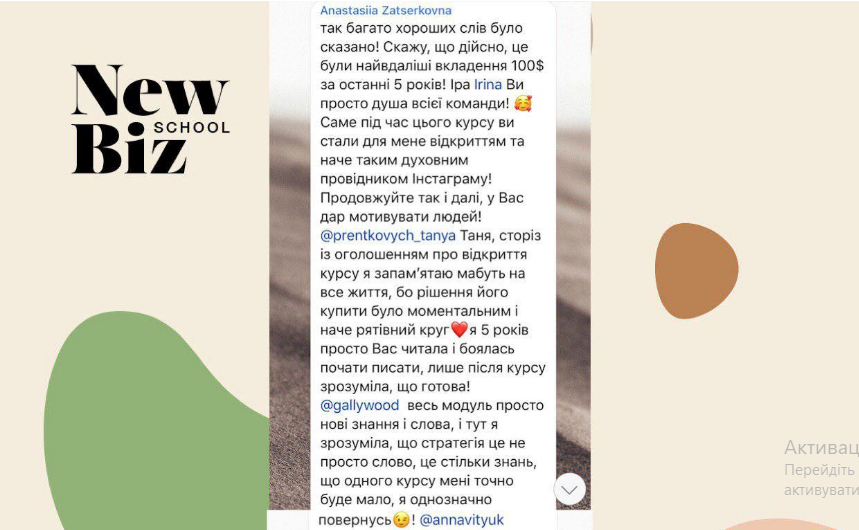 New
SCHOOL
Biz
Anastasiia Zatserkovna
так багато хороших слів було
сказано! Скажу, що дійсно, це
були найвдаліші вкладення 100$
за останні 5 років! Іра Irina Ви
просто душа всієї команди! 🥰
Саме під час цього курсу ви
стали для мене відкриттям та
наче таким духовним
провідником Інстаграму!
Продовжуйте так і далі, у Вас
дар мотивувати людей!
@prentkovych_tanya Таня, сторіз
із оголошенням про відкриття
курсу я запам’ятаю мабуть на
все життя, бо рішення його
купити було моментальним і
наче рятівний круг❤️я 5 років
просто Вас читала і боялась
почати писати, лише після курсу
зрозуміла, що готова!
@gallywood весь модуль просто
нові знання і слова, і тут я
зрозуміла, що стратегія це не
просто слово, це стільки знань,
що одного курсу мені точно
буде мало, я однозначно
повернусь😉! @annavityuk
Перейдіть